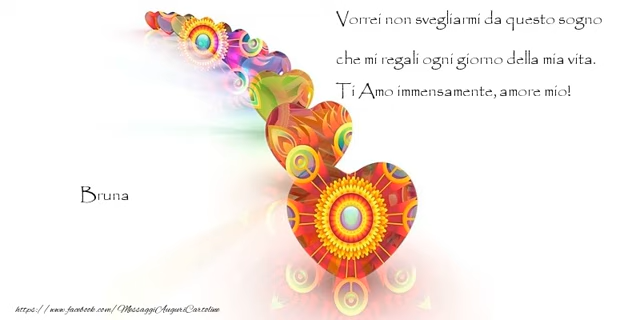 Vorrei non svegliarmi da questo sogno
che mi regali ogni giorno della mia vita.
Ti Amo immensamente, amore mio!
Bruna
https://www.facebook.com/MessaggiAuguriCartoline